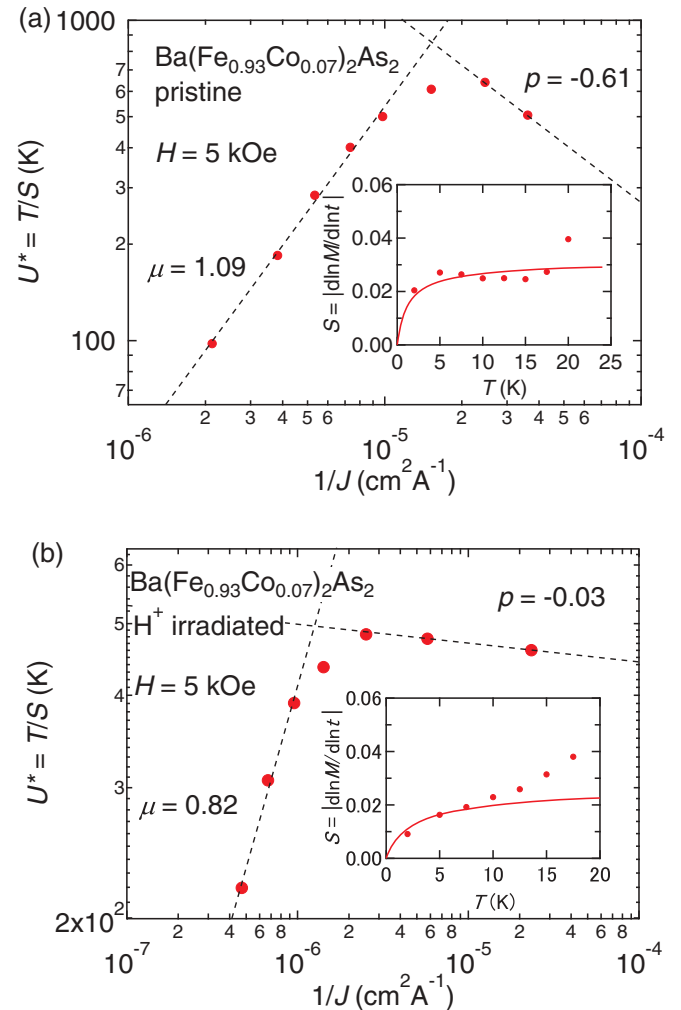 (a)
1000
7
6
5
4
3
2
100
7
U* = T/S (K)
Ba(Fe0.93Co0.07)2As2
pristine
H = 5 kOe
p = -0.61
μ = 1.09
0.06
0.04
0.02
0.00
S = |dlnM/dlnt|
0 5 10 15 20
T (K)
10-6 2 3 4 5 6 10-5 2 3 4 5 6 10-4
1/J (cm2A-1)
(b)
6
5
4
3
2x102
U* = T/S (K)
Ba(Fe0.93Co0.07)2As2
H+ irradiated
H = 5 kOe
p = -0.03
μ = 0.82
0.06
0.04
0.02
0.00
S = |dlnM/dlnt|
0 5 10 15 20
T (K)
10-7 2 4 6 8 10-6 2 4 6 8 10-5 2 4 6 8 10-4
1/J (cm2A-1)